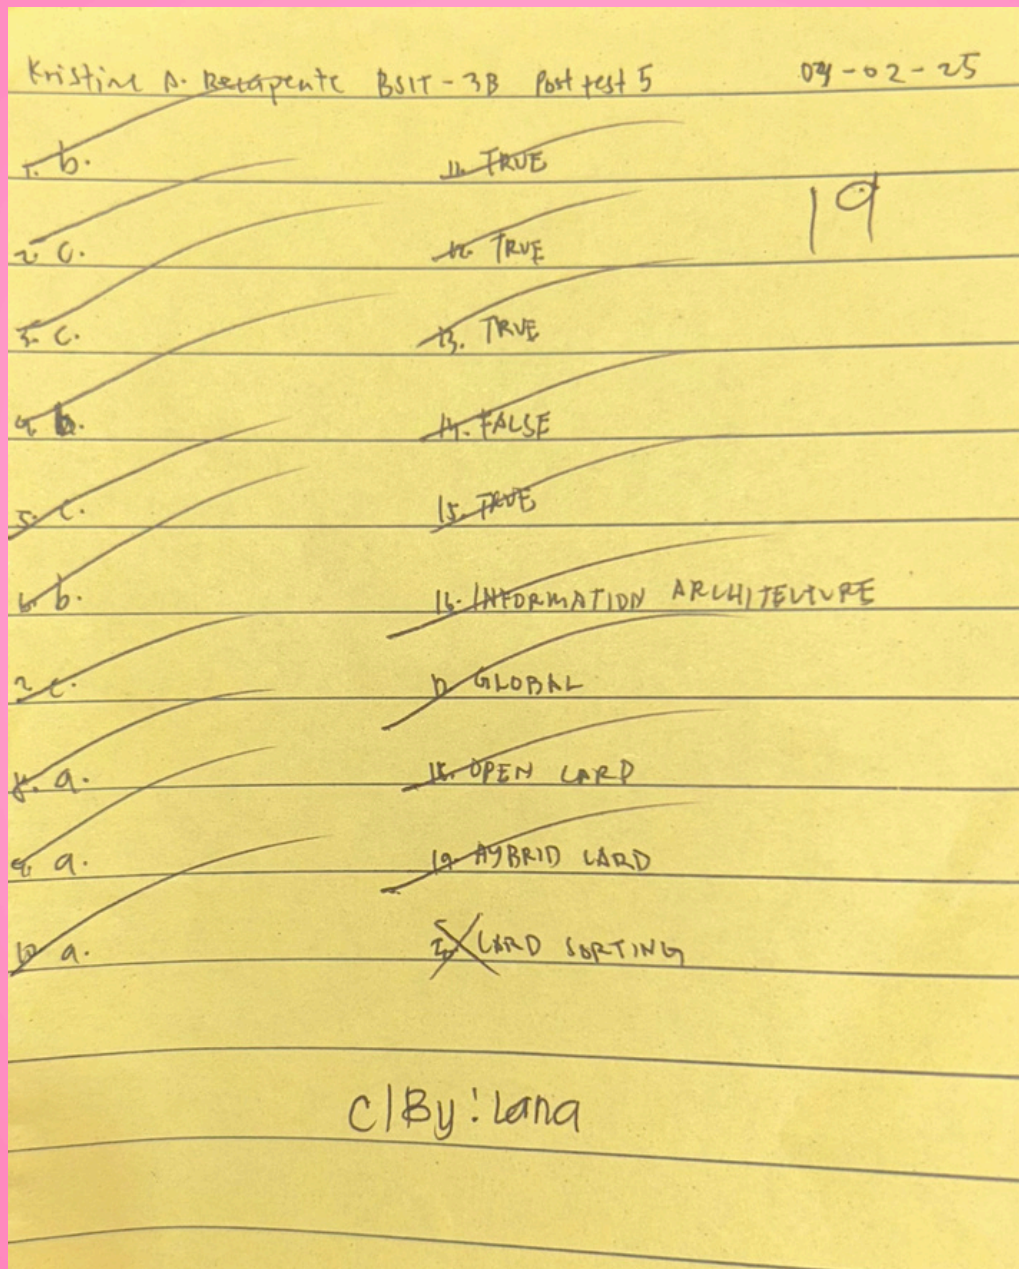 Kristine A. Recapente BSIT - 3B Post test 5 04-02-25
1. b.
2. c.
3. c.
4. b.
5. c.
6. b.
7. c.
8. a.
9. a.
10. a.
11. TRUE
12. TRUE
13. TRUE
14. FALSE
15. TRUE
16. INFORMATION ARCHITECTURE
17. GLOBAL
18. OPEN CARD
19. HYBRID CARD
20. CARD SORTING
19
C/By: Lana